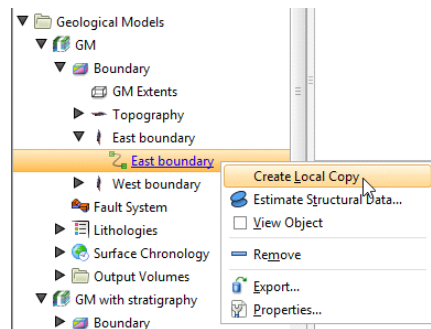 Geological Models
GM
Boundary
GM Extents
Topography
East boundary
East boundary
West boundary
Fault System
Lithologies
Surface Chronology
Output Volumes
GM with stratigraphy
Boundary
Create Local Copy
Estimate Structural Data...
View Object
Remove
Export...
Properties...